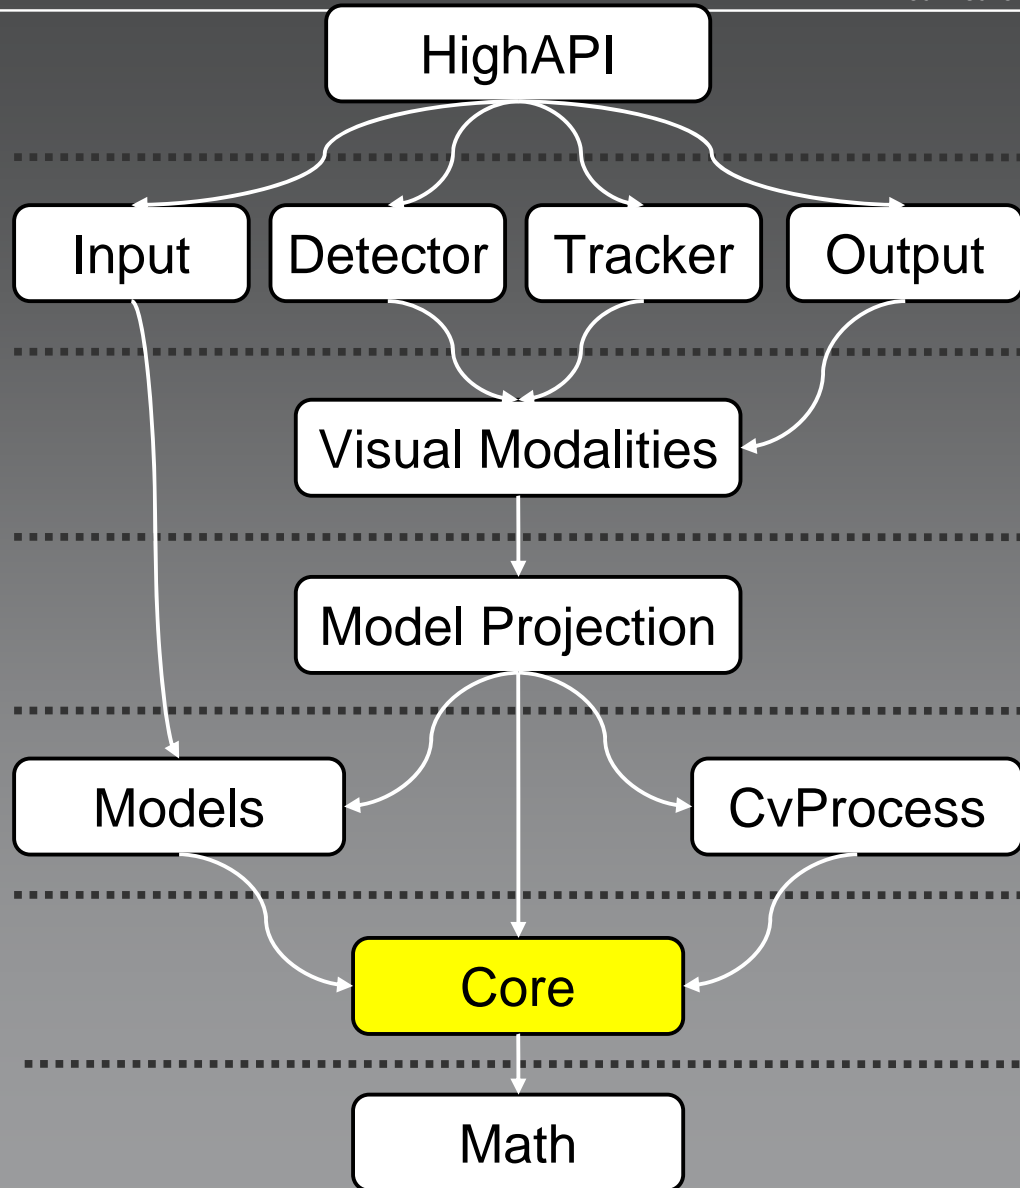 HighAPI
Input
Detector
Tracker
Output
Visual Modalities
Model Projection
Models
CvProcess
Core
Math